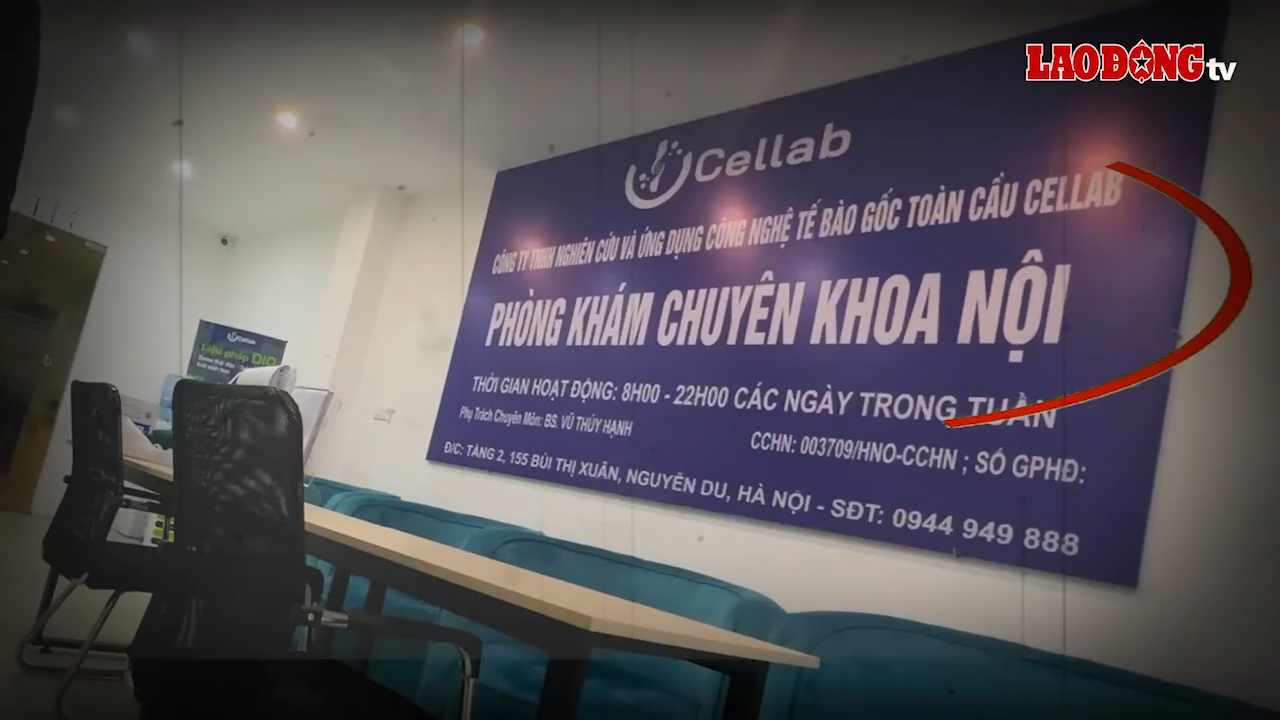 LAO ĐỘNG tv
Cellab
CÔNG TY TNHH NGHIÊN CỨU VÀ ỨNG DỤNG CÔNG NGHỆ TẾ BÀO GỐC TOÀN CẦU CELLAB
PHÒNG KHÁM CHUYÊN KHOA NỘI
THỜI GIAN HOẠT ĐỘNG: 8H00 - 22H00 CÁC NGÀY TRONG TUẦN
Phụ Trách Chuyên Môn: BS. VŨ THÚY HẠNH
CCHN: 003709/HNO-CCHN ; SỐ GPHĐ:
Đ/C: TẦNG 2, 155 BÙI THỊ XUÂN, NGUYỄN DU, HÀ NỘI - SĐT: 0944 949 888
Cellab
Liệu pháp DIO